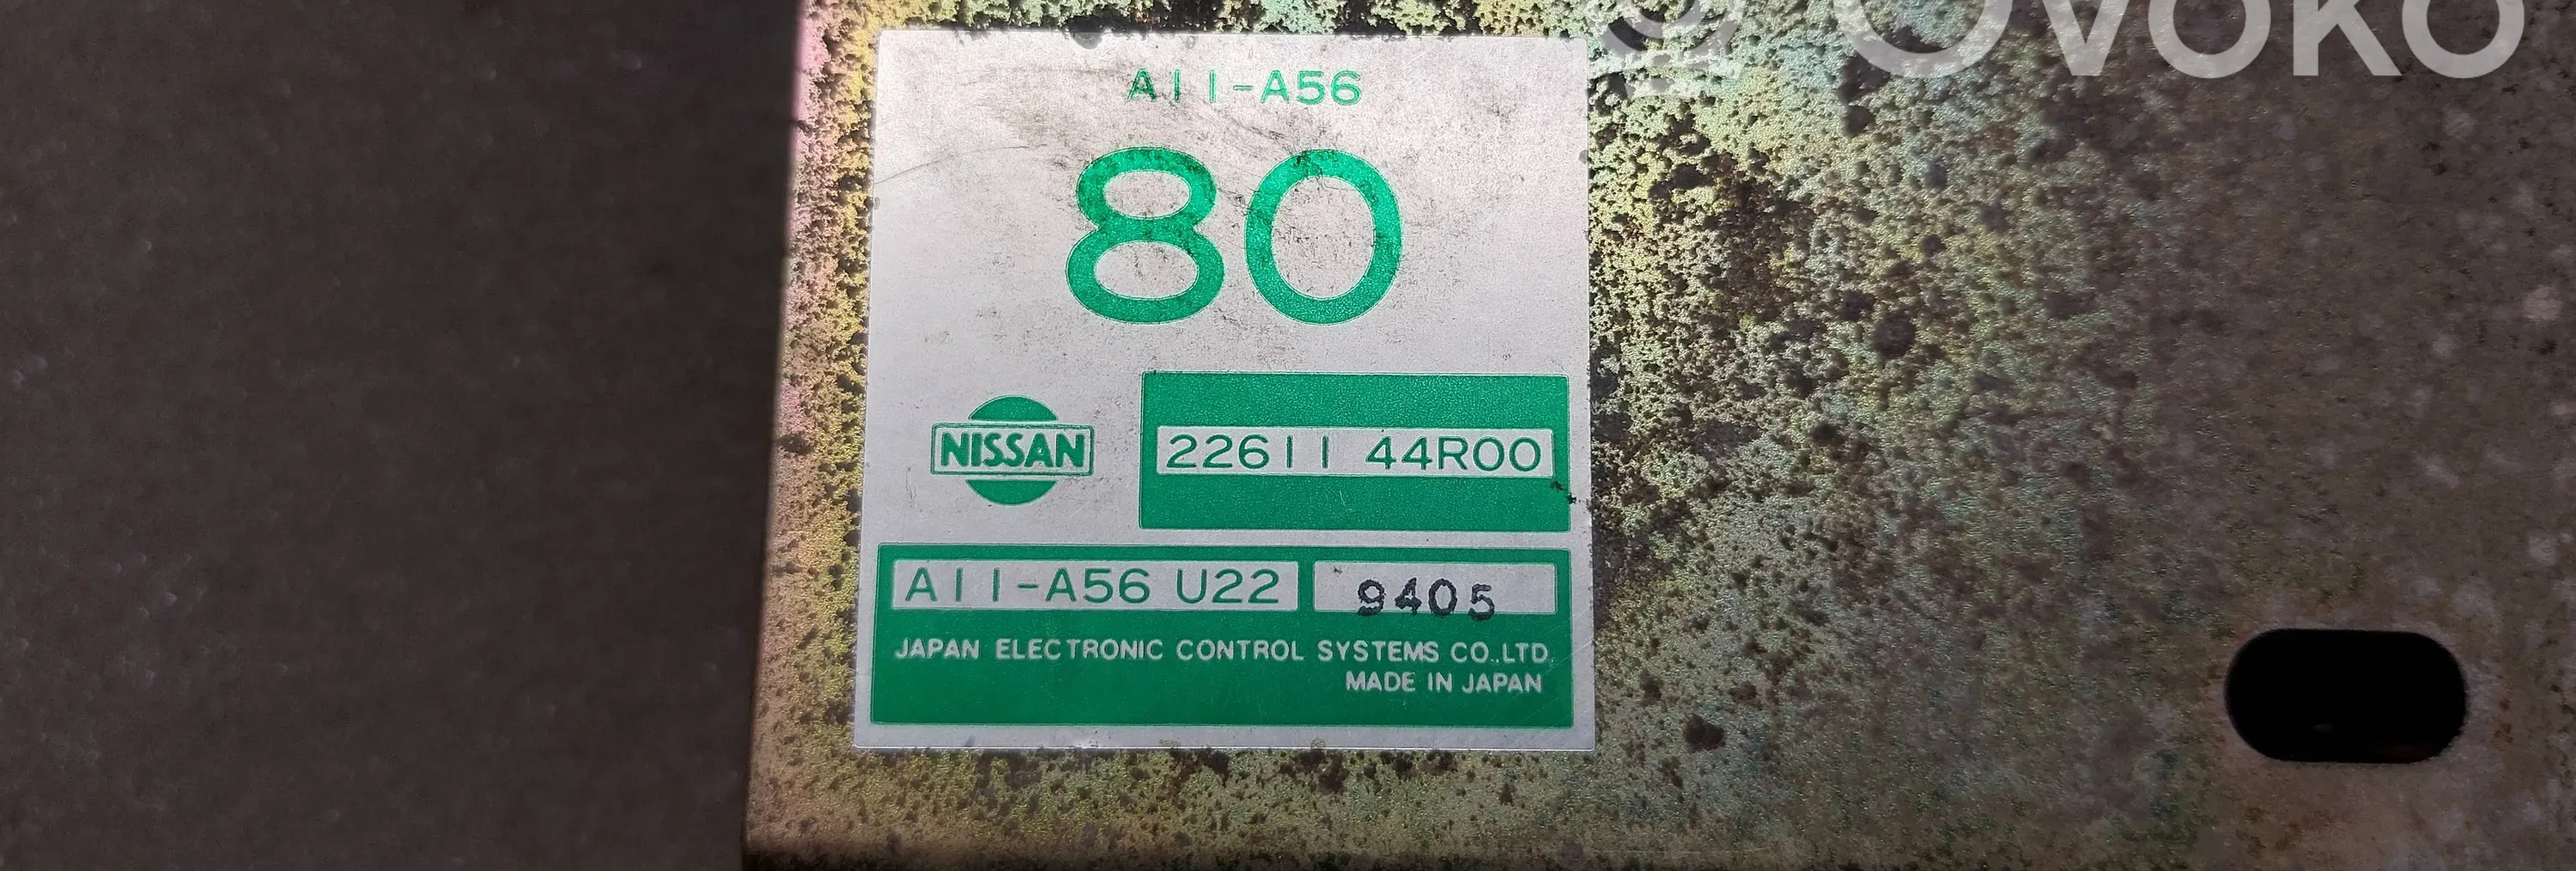 OVOKO
A11-A56
80
NISSAN
22611 44R00
A11-A56 U22 9405
JAPAN ELECTRONIC CONTROL SYSTEMS CO.,LTD.
MADE IN JAPAN